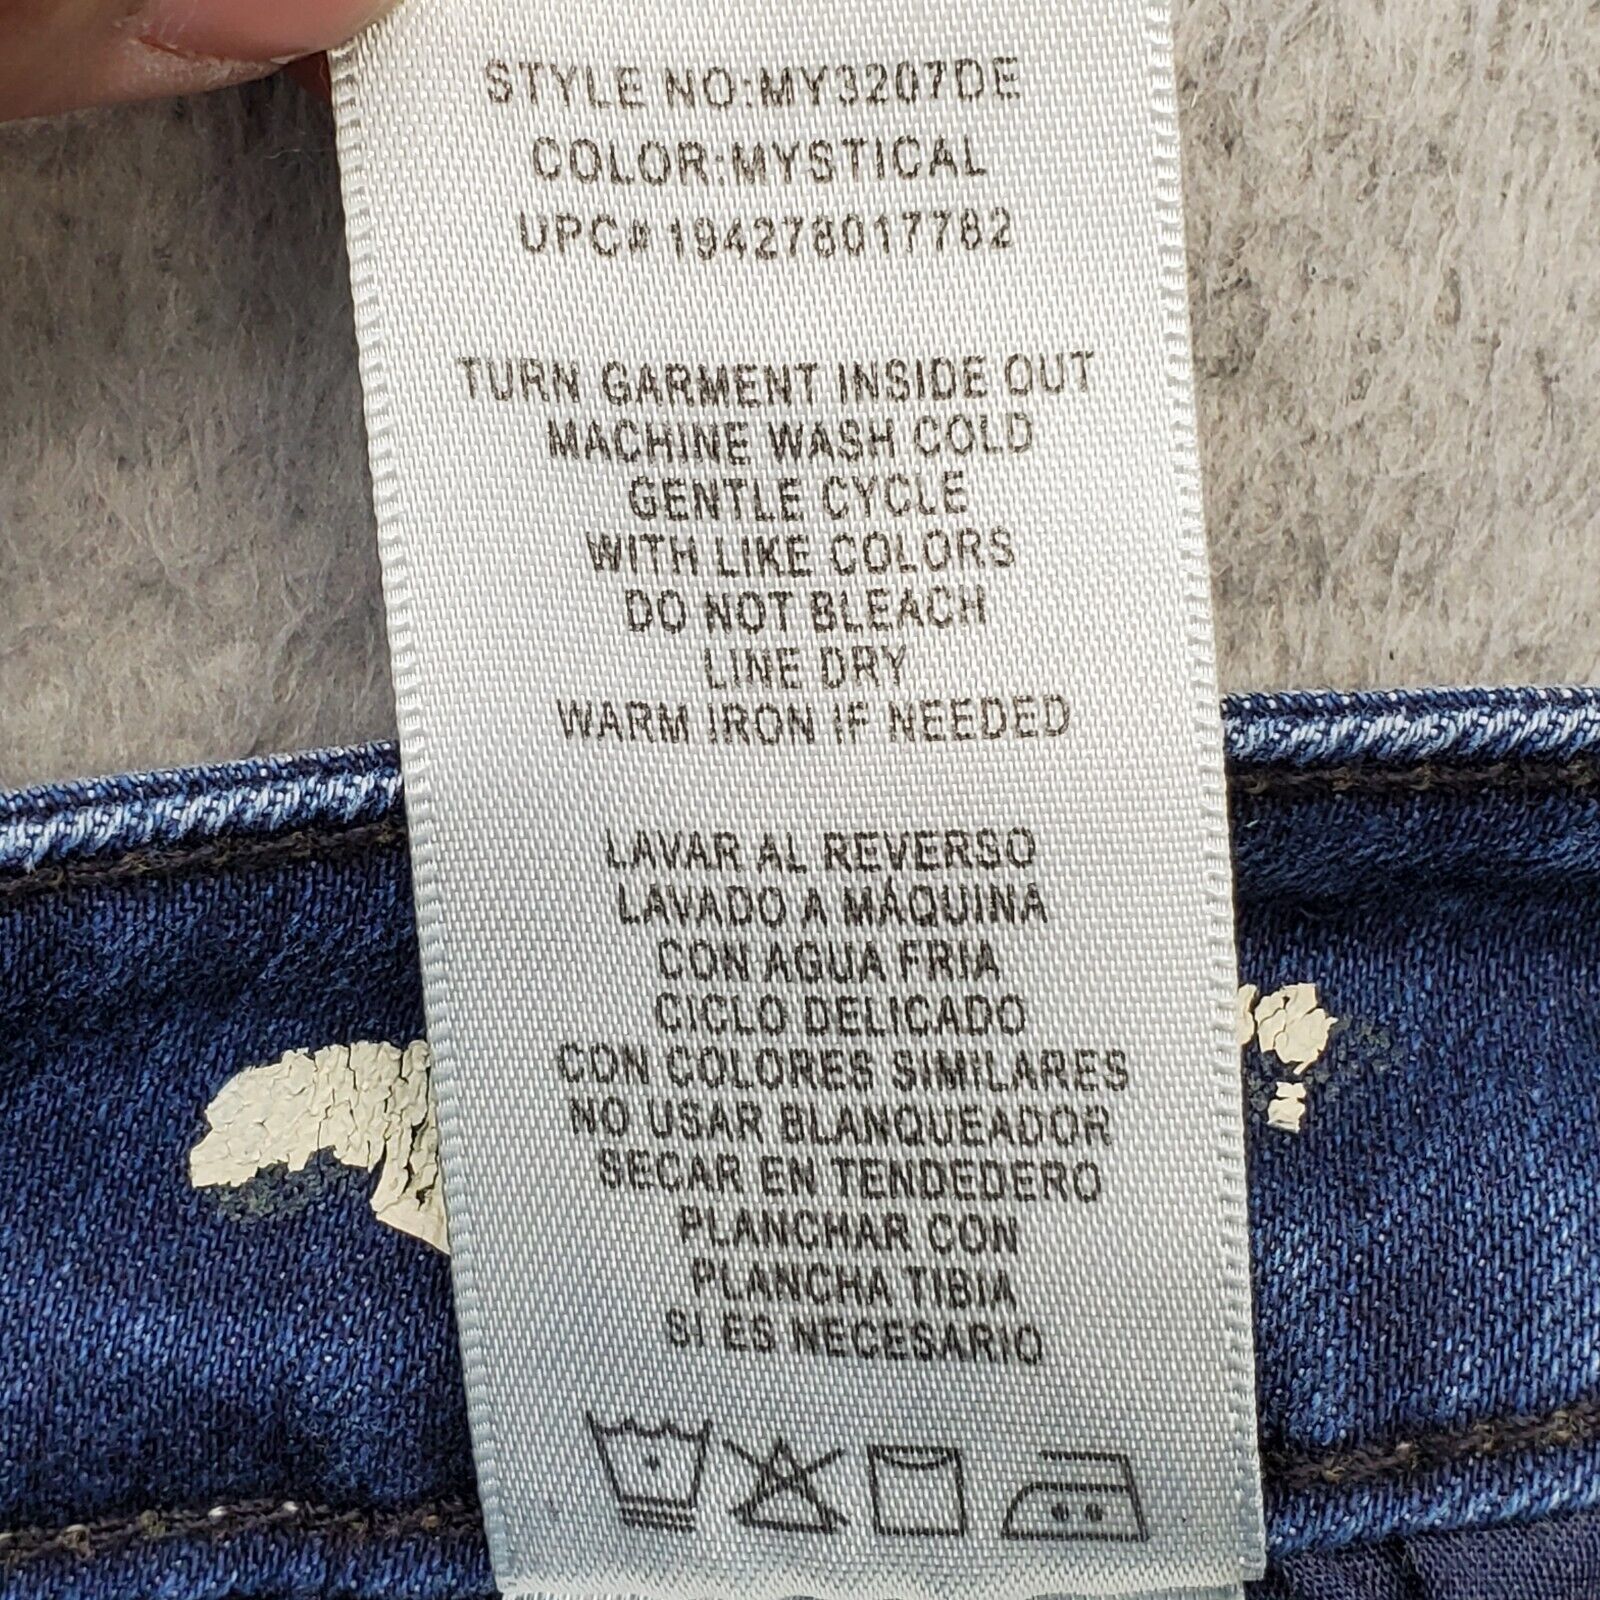 STYLE NO:MY3207DE
COLOR:MYSTICAL
UPC# 194278017782
TURN GARMENT INSIDE OUT
MACHINE WASH COLD
GENTLE CYCLE
WITH LIKE COLORS
DO NOT BLEACH
LINE DRY
WARM IRON IF NEEDED
LAVAR AL REVERSO
LAVADO A MÁQUINA
CON AGUA FRIA
CICLO DELICADO
CON COLORES SIMILARES
NO USAR BLANQUEADOR
SECAR EN TENDEDERO
PLANCHAR CON
PLANCHA TIBIA
SI ES NECESARIO